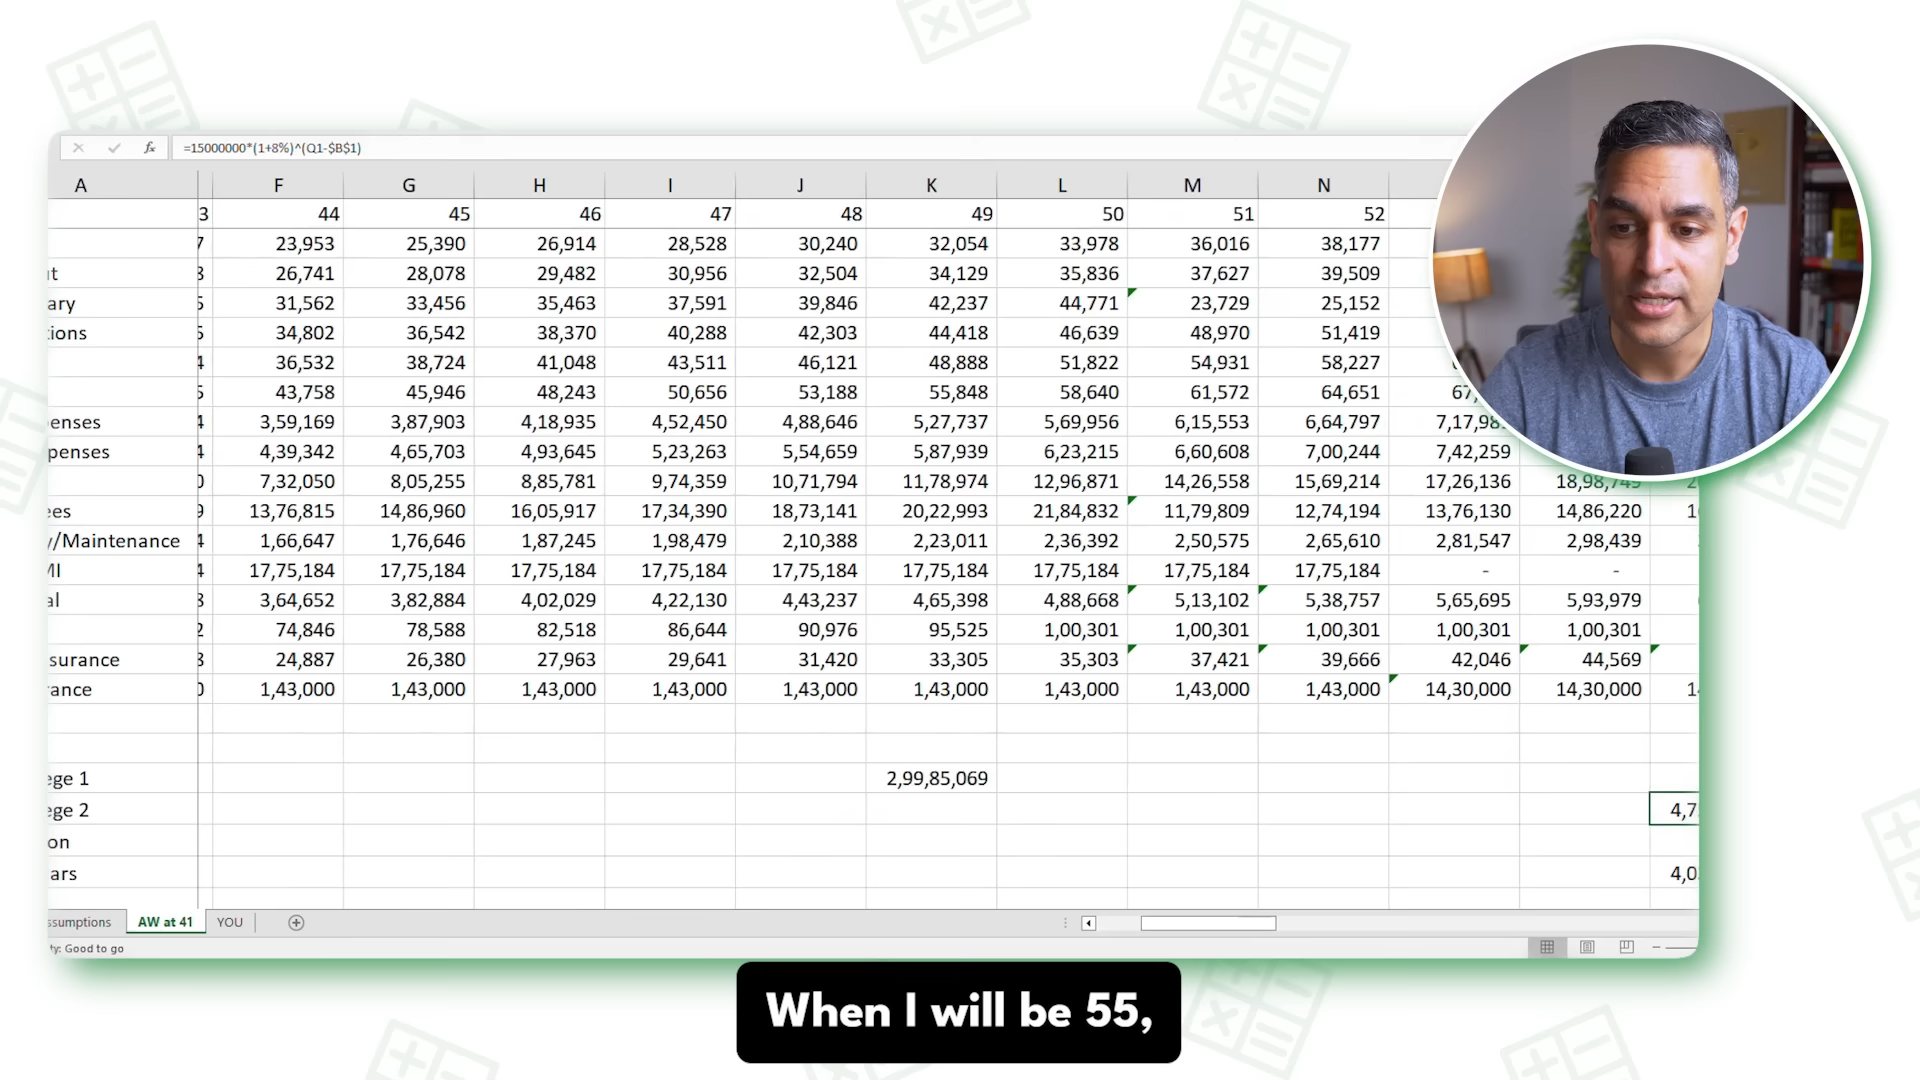 fx =15000000*(1+8%)^(Q1-$B$1)
A F G H I J K L M N
3 44 45 46 47 48 49 50 51 52
7 23,953 25,390 26,914 28,528 30,240 32,054 33,978 36,016 38,177
ut 3 26,741 28,078 29,482 30,956 32,504 34,129 35,836 37,627 39,509
ary 5 31,562 33,456 35,463 37,591 39,846 42,237 44,771 23,729 25,152
ions 5 34,802 36,542 38,370 40,288 42,303 44,418 46,639 48,970 51,419
4 36,532 38,724 41,048 43,511 46,121 48,888 51,822 54,931 58,227
5 43,758 45,946 48,243 50,656 53,188 55,848 58,640 61,572 64,651 67,
enses 4 3,59,169 3,87,903 4,18,935 4,52,450 4,88,646 5,27,737 5,69,956 6,15,553 6,64,797 7,17,98
penses 4 4,39,342 4,65,703 4,93,645 5,23,263 5,54,659 5,87,939 6,23,215 6,60,608 7,00,244 7,42,259
0 7,32,050 8,05,255 8,85,781 9,74,359 10,71,794 11,78,974 12,96,871 14,26,558 15,69,214 17,26,136 18,98,749 2
ees 9 13,76,815 14,86,960 16,05,917 17,34,390 18,73,141 20,22,993 21,84,832 11,79,809 12,74,194 13,76,130 14,86,220 1
y/Maintenance 4 1,66,647 1,76,646 1,87,245 1,98,479 2,10,388 2,23,011 2,36,392 2,50,575 2,65,610 2,81,547 2,98,439
MI 4 17,75,184 17,75,184 17,75,184 17,75,184 17,75,184 17,75,184 17,75,184 17,75,184 17,75,184 - -
al 3 3,64,652 3,82,884 4,02,029 4,22,130 4,43,237 4,65,398 4,88,668 5,13,102 5,38,757 5,65,695 5,93,979
2 74,846 78,588 82,518 86,644 90,976 95,525 1,00,301 1,00,301 1,00,301 1,00,301 1,00,301
surance 3 24,887 26,380 27,963 29,641 31,420 33,305 35,303 37,421 39,666 42,046 44,569
rance 0 1,43,000 1,43,000 1,43,000 1,43,000 1,43,000 1,43,000 1,43,000 1,43,000 1,43,000 14,30,000 14,30,000 1
ege 1 2,99,85,069
ege 2 4,7
on
ars 4,0
ssumptions AW at 41 YOU
ty: Good to go
When I will be 55,